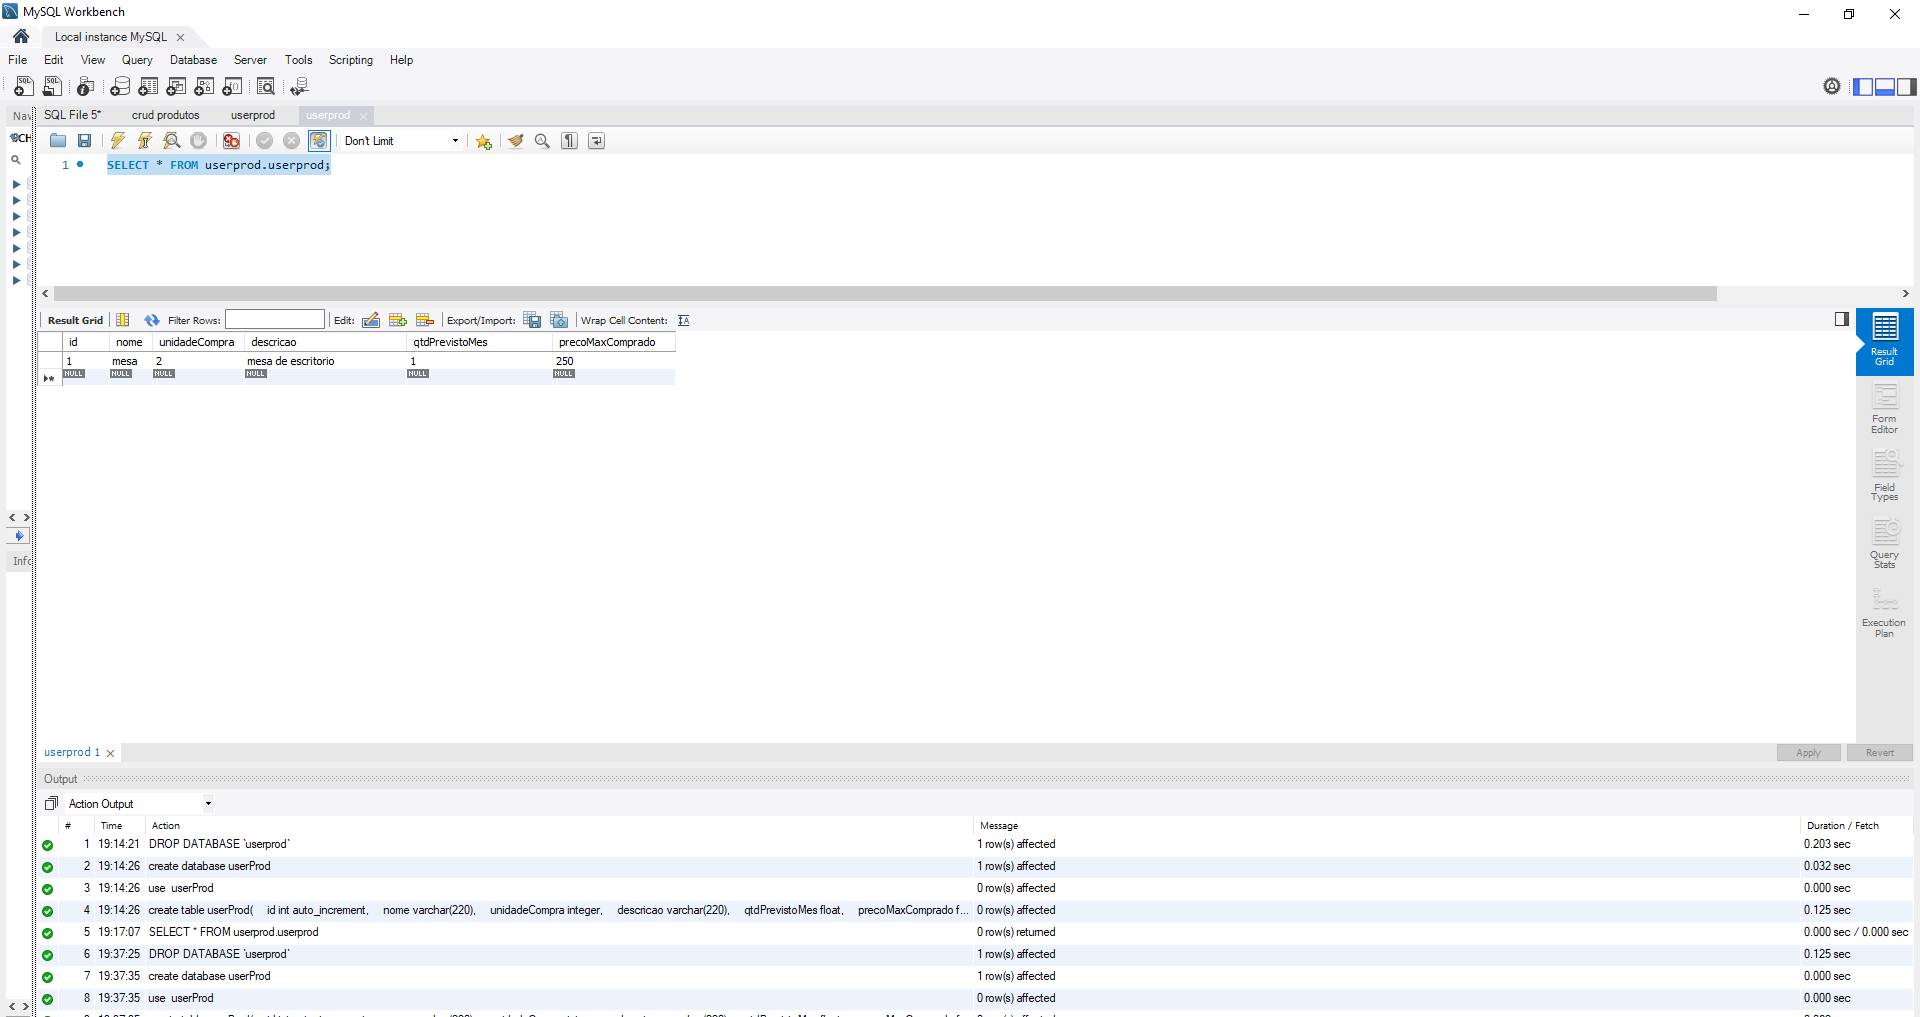 MySQL Workbench
Local instance MySQL
File Edit View Query Database Server Tools Scripting Help
Nav SQL File 5* crud produtos userprod userprod
SCH
Don't Limit
1 SELECT * FROM userprod.userprod;
Result Grid Filter Rows: Edit: Export/Import: Wrap Cell Content:
id nome unidadeCompra descricao qtdPrevistoMes precoMaxComprado
1 mesa 2 mesa de escritorio 1 250
NULL NULL NULL NULL NULL NULL
Result
Grid
Form
Editor
Field
Types
Query
Stats
Execution
Plan
Info
userprod 1
Apply Revert
Output
Action Output
# Time Action Message Duration / Fetch
1 19:14:21 DROP DATABASE `userprod` 1 row(s) affected 0.203 sec
2 19:14:26 create database userProd 1 row(s) affected 0.032 sec
3 19:14:26 use userProd 0 row(s) affected 0.000 sec
4 19:14:26 create table userProd( id int auto_increment, nome varchar(220), unidadeCompra integer, descricao varchar(220), qtdPrevistoMes float, precoMaxComprado f... 0 row(s) affected 0.125 sec
5 19:17:07 SELECT * FROM userprod.userprod 0 row(s) returned 0.000 sec / 0.000 sec
6 19:37:25 DROP DATABASE `userprod` 1 row(s) affected 0.125 sec
7 19:37:35 create database userProd 1 row(s) affected 0.000 sec
8 19:37:35 use userProd 0 row(s) affected 0.000 sec